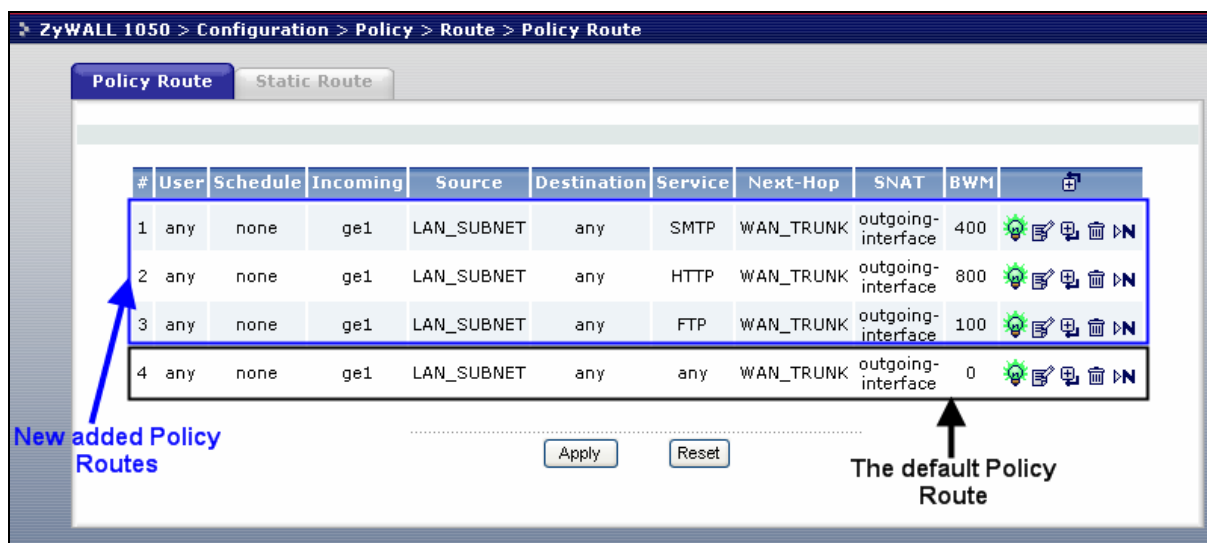 ZyWALL 1050 > Configuration > Policy > Route > Policy Route
Policy Route Static Route
# User Schedule Incoming Source Destination Service Next-Hop SNAT BWM
1 any none ge1 LAN_SUBNET any SMTP WAN_TRUNK outgoing-interface 400 N
2 any none ge1 LAN_SUBNET any HTTP WAN_TRUNK outgoing-interface 800 N
3 any none ge1 LAN_SUBNET any FTP WAN_TRUNK outgoing-interface 100 N
4 any none ge1 LAN_SUBNET any any WAN_TRUNK outgoing-interface 0 N
New added Policy
Routes
Apply Reset
The default Policy
Route